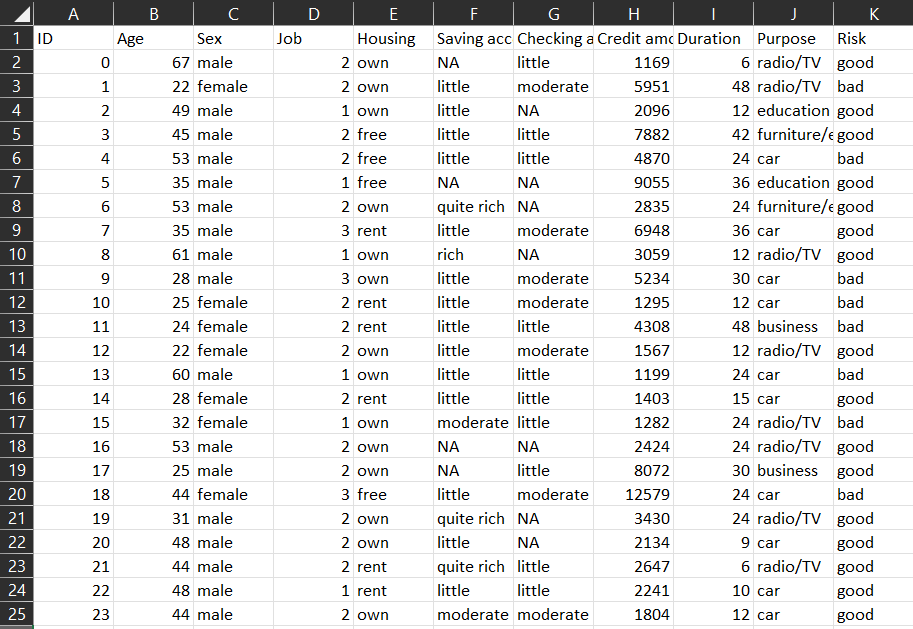 A B C D E F G H I J K
1 ID Age Sex Job Housing Saving acc Checking a Credit amo Duration Purpose Risk
2 0 67 male 2 own NA little 1169 6 radio/TV good
3 1 22 female 2 own little moderate 5951 48 radio/TV bad
4 2 49 male 1 own little NA 2096 12 education good
5 3 45 male 2 free little little 7882 42 furniture/e good
6 4 53 male 2 free little little 4870 24 car bad
7 5 35 male 1 free NA NA 9055 36 education good
8 6 53 male 2 own quite rich NA 2835 24 furniture/e good
9 7 35 male 3 rent little moderate 6948 36 car good
10 8 61 male 1 own rich NA 3059 12 radio/TV good
11 9 28 male 3 own little moderate 5234 30 car bad
12 10 25 female 2 rent little moderate 1295 12 car bad
13 11 24 female 2 rent little little 4308 48 business bad
14 12 22 female 2 own little moderate 1567 12 radio/TV good
15 13 60 male 1 own little little 1199 24 car bad
16 14 28 female 2 rent little little 1403 15 car good
17 15 32 female 1 own moderate little 1282 24 radio/TV bad
18 16 53 male 2 own NA NA 2424 24 radio/TV good
19 17 25 male 2 own NA little 8072 30 business good
20 18 44 female 3 free little moderate 12579 24 car bad
21 19 31 male 2 own quite rich NA 3430 24 radio/TV good
22 20 48 male 2 own little NA 2134 9 car good
23 21 44 male 2 rent quite rich little 2647 6 radio/TV good
24 22 48 male 1 rent little little 2241 10 car good
25 23 44 male 2 own moderate moderate 1804 12 car good